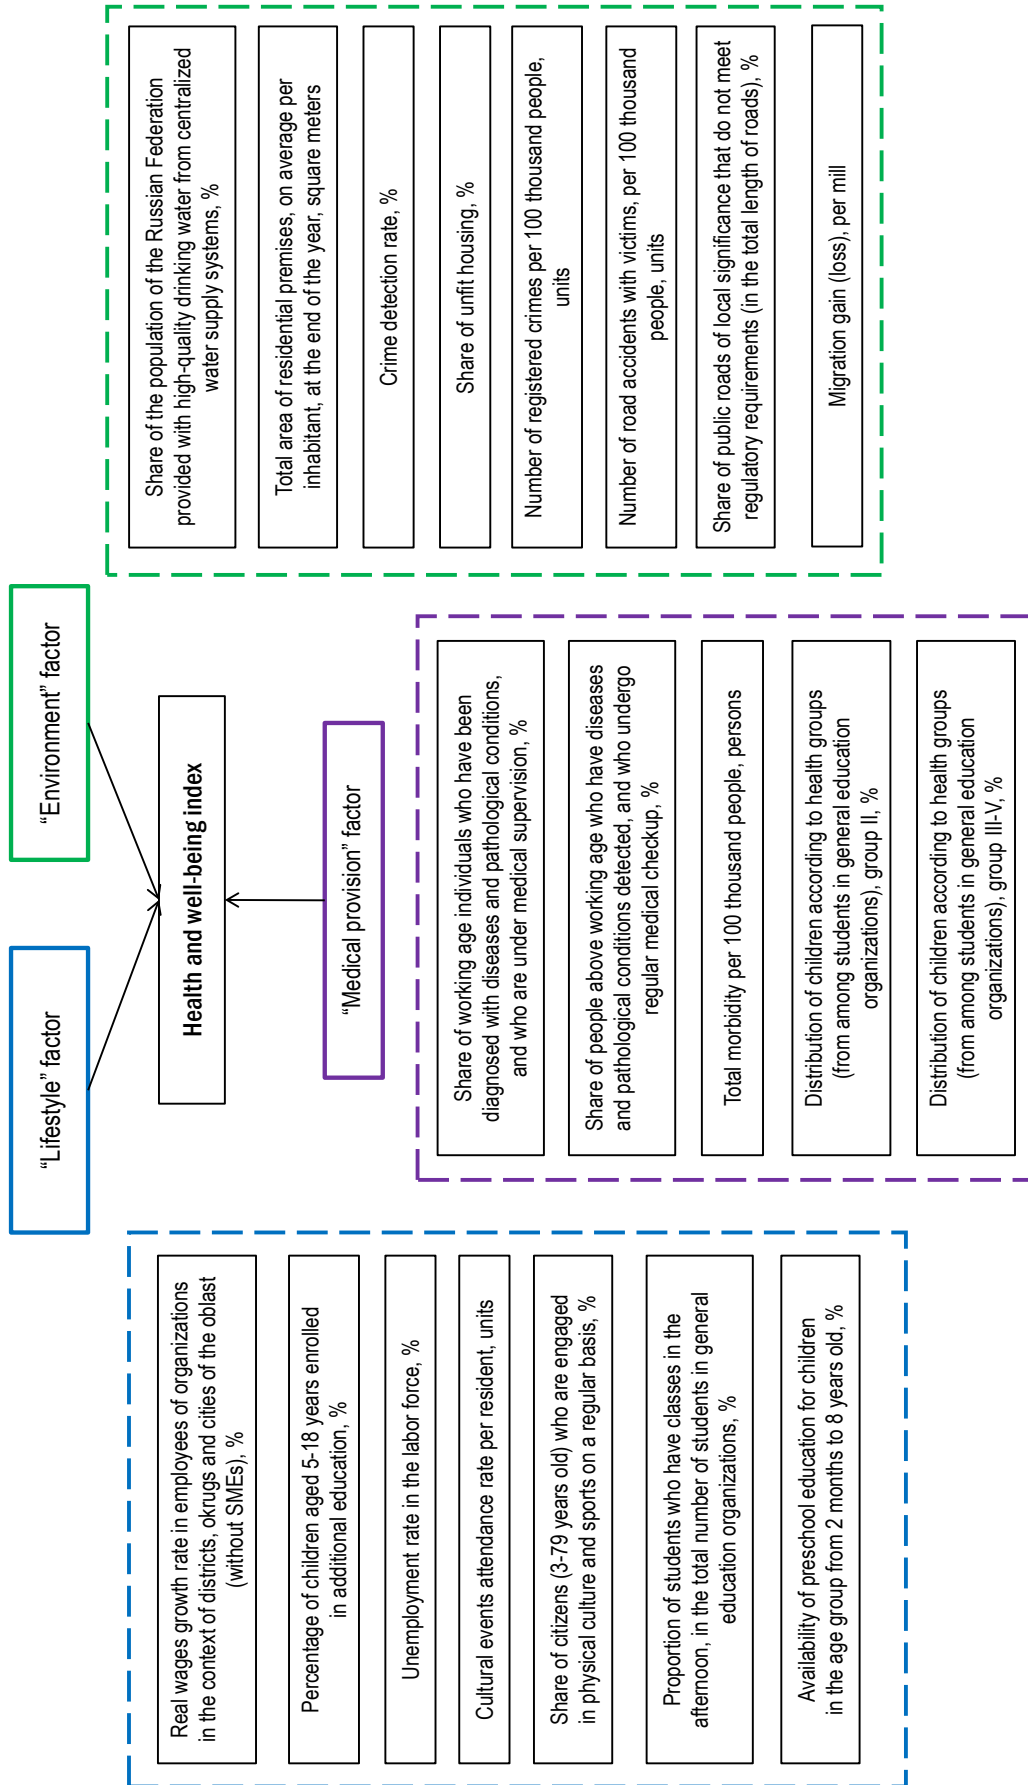 “Lifestyle” factor
“Environment” factor
Health and well-being index
“Medical provision” factor
Real wages growth rate in employees of organizations
in the context of districts, okrugs and cities of the oblast
(without SMEs), %
Percentage of children aged 5-18 years enrolled
in additional education, %
Unemployment rate in the labor force, %
Cultural events attendance rate per resident, units
Share of citizens (3-79 years old) who are engaged
in physical culture and sports on a regular basis, %
Proportion of students who have classes in the
afternoon, in the total number of students in general
education organizations, %
Availability of preschool education for children
in the age group from 2 months to 8 years old, %
Share of working age individuals who have been
diagnosed with diseases and pathological conditions,
and who are under medical supervision, %
Share of people above working age who have diseases
and pathological conditions detected, and who undergo
regular medical checkup, %
Total morbidity per 100 thousand people, persons
Distribution of children according to health groups
(from among students in general education
organizations), group II, %
Distribution of children according to health groups
(from among students in general education
organizations), group III-V, %
Share of the population of the Russian Federation
provided with high-quality drinking water from centralized
water supply systems, %
Total area of residential premises, on average per
inhabitant, at the end of the year, square meters
Crime detection rate, %
Share of unfit housing, %
Number of registered crimes per 100 thousand people,
units
Number of road accidents with victims, per 100 thousand
people, units
Share of public roads of local significance that do not meet
regulatory requirements (in the total length of roads), %
Migration gain (loss), per mill